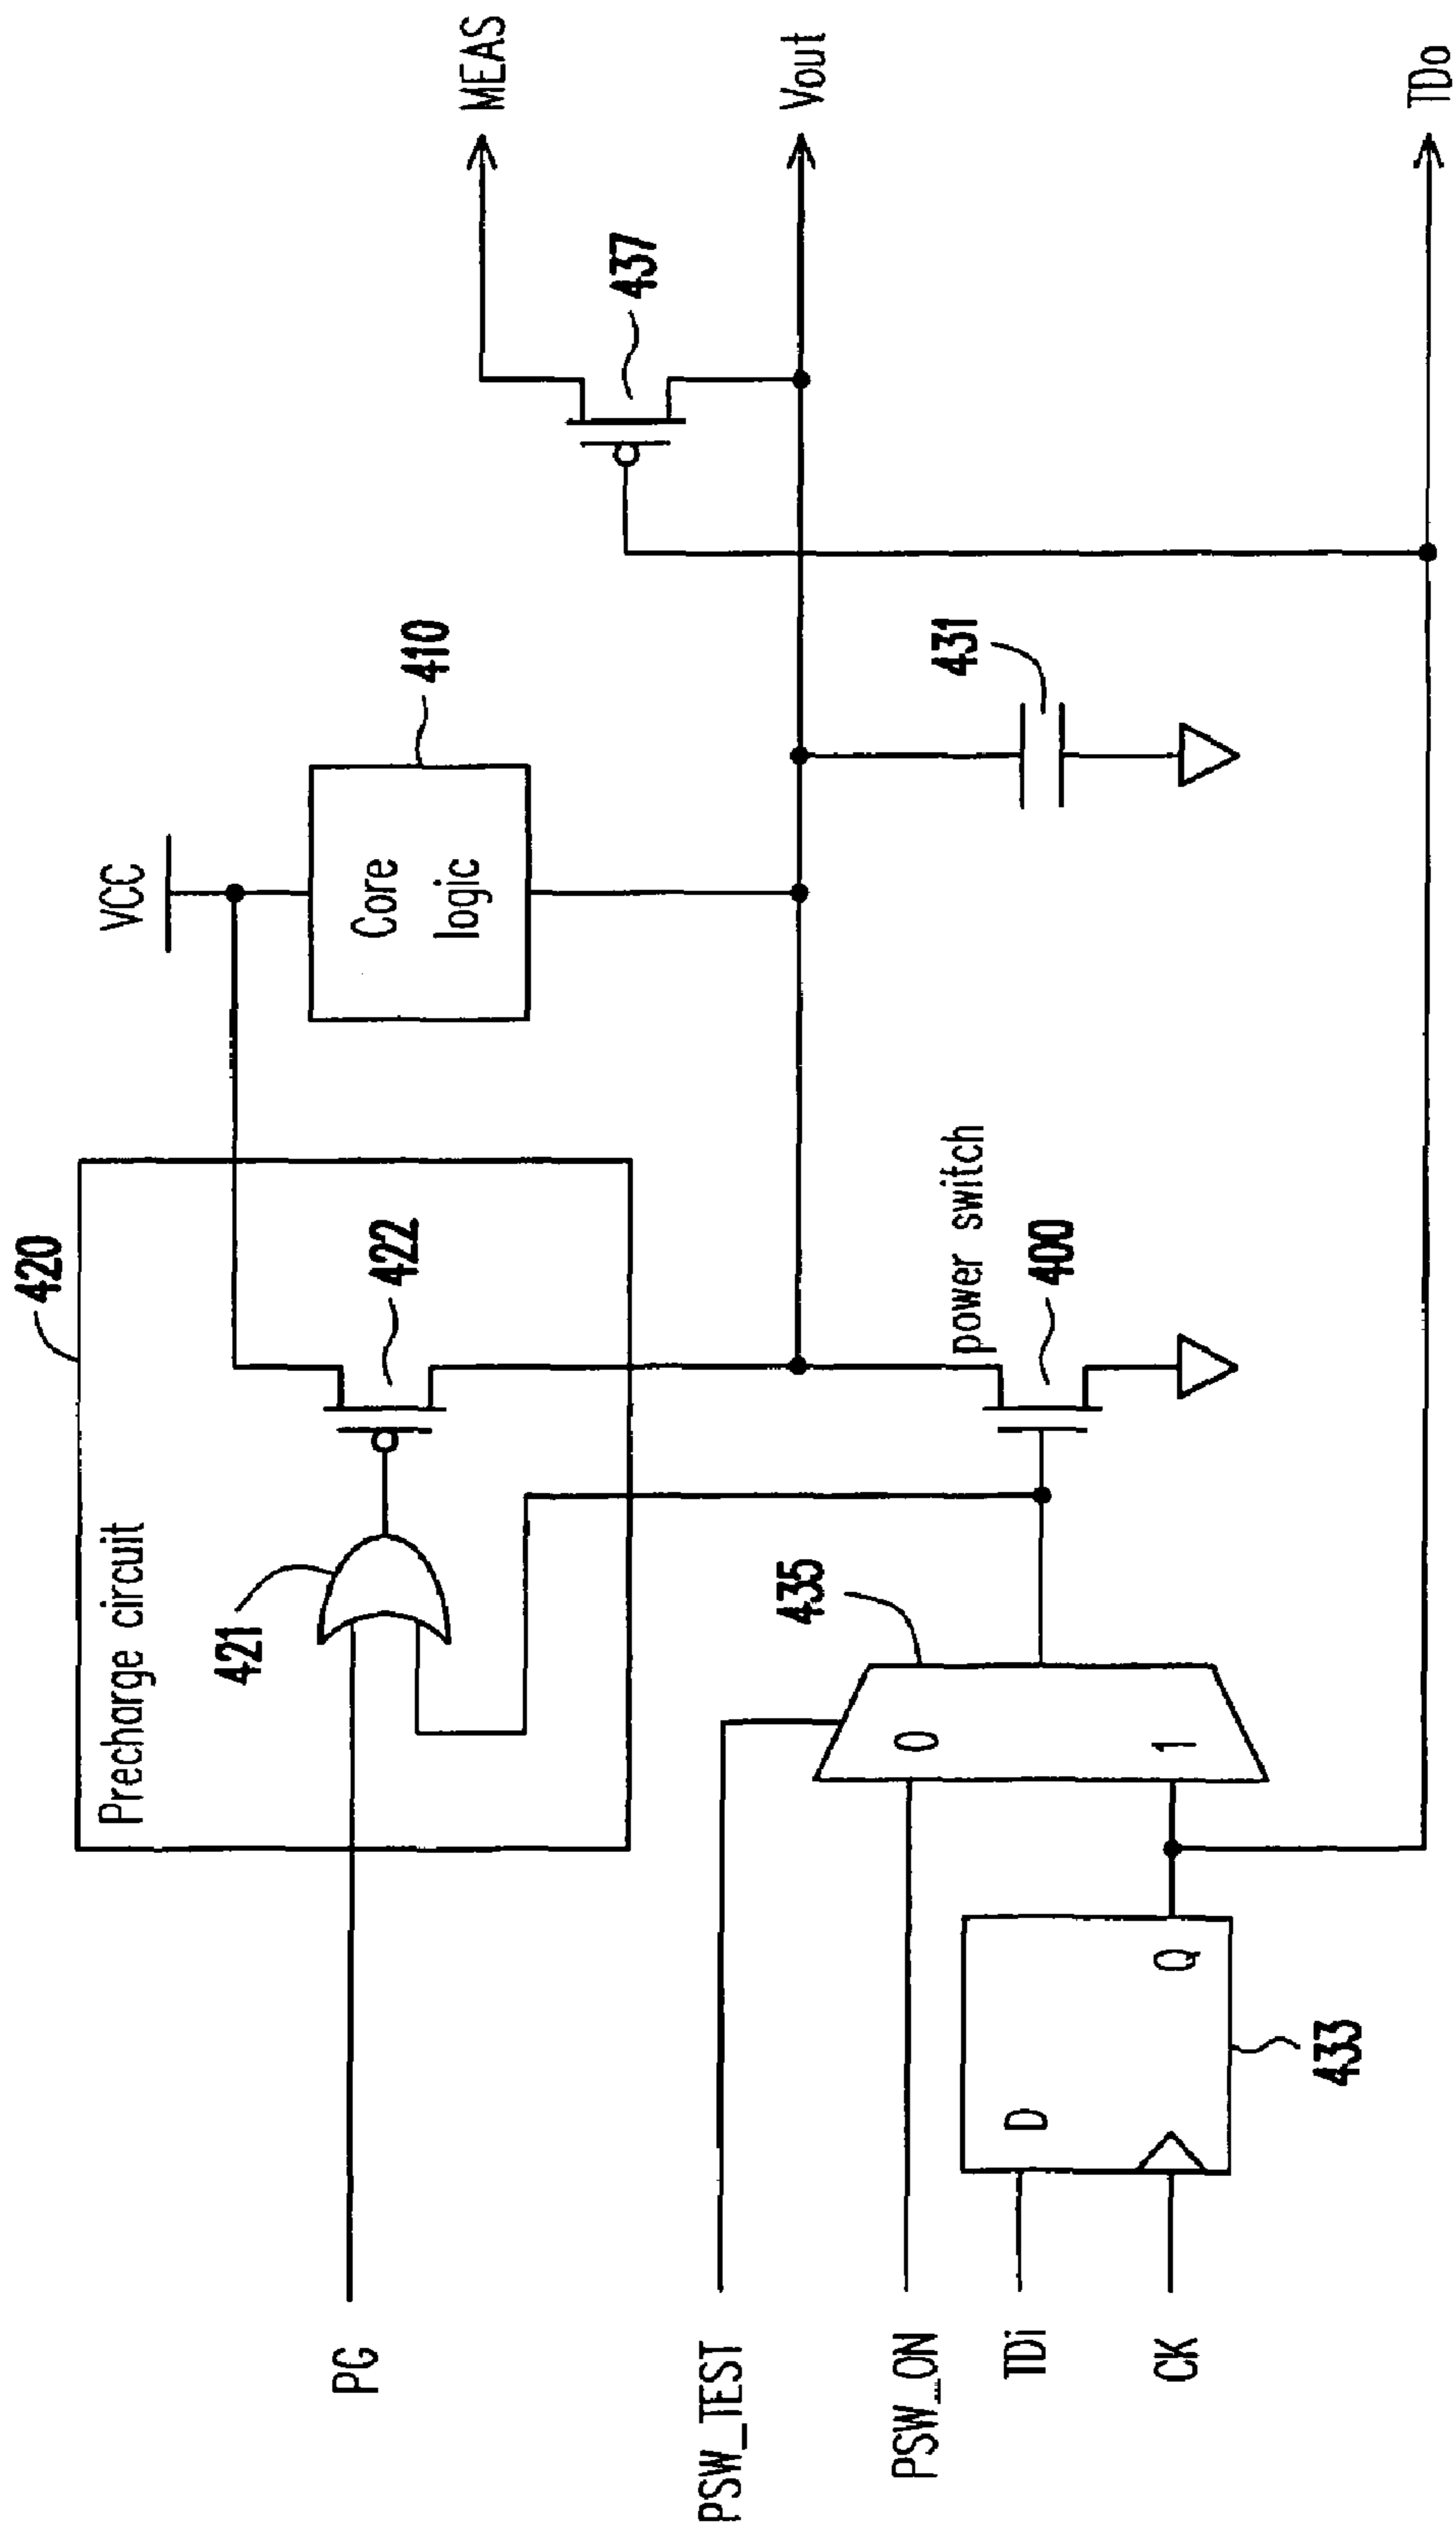 420
Precharge circuit
PG
421
422
VCC
410
Core
logic
MEAS
437
Vout
PSW_TEST
435
0
1
power switch
400
431
PSW_ON
TDi
CK
D
Q
433
TDo